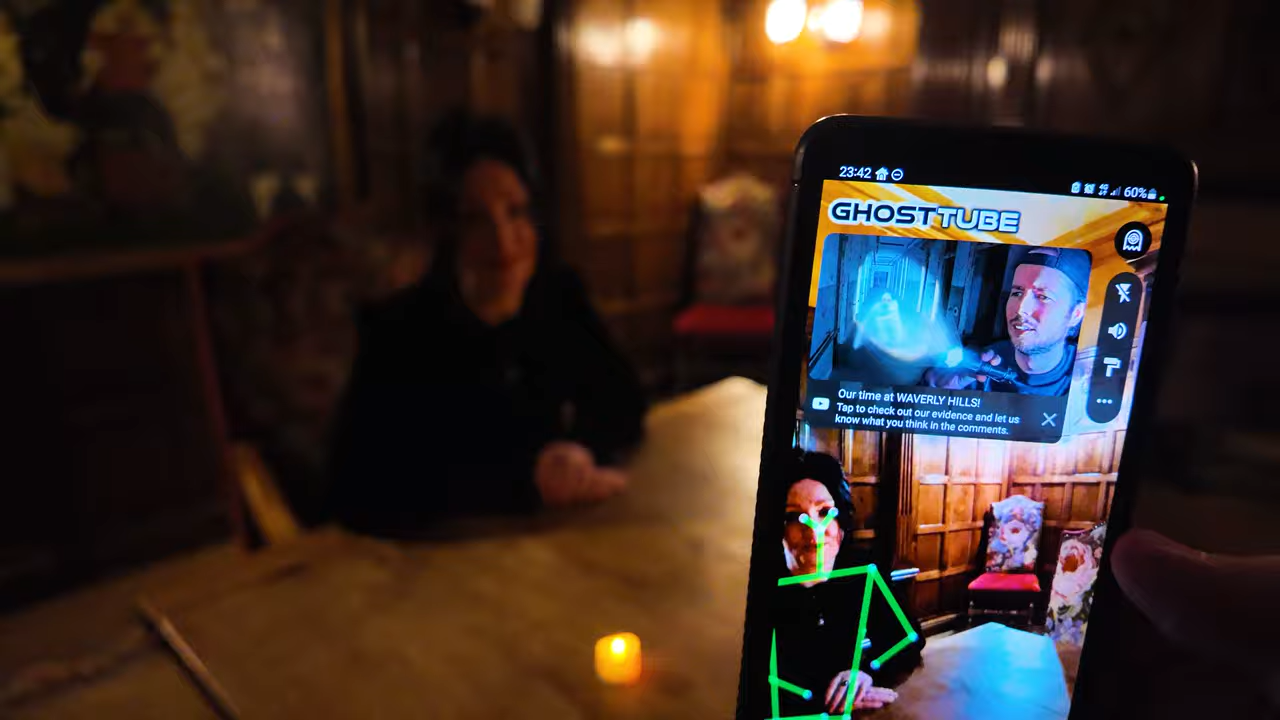 23:42
60%
GHOSTTUBE
Our time at WAVERLY HILLS!
Tap to check out our evidence and let us
know what you think in the comments.